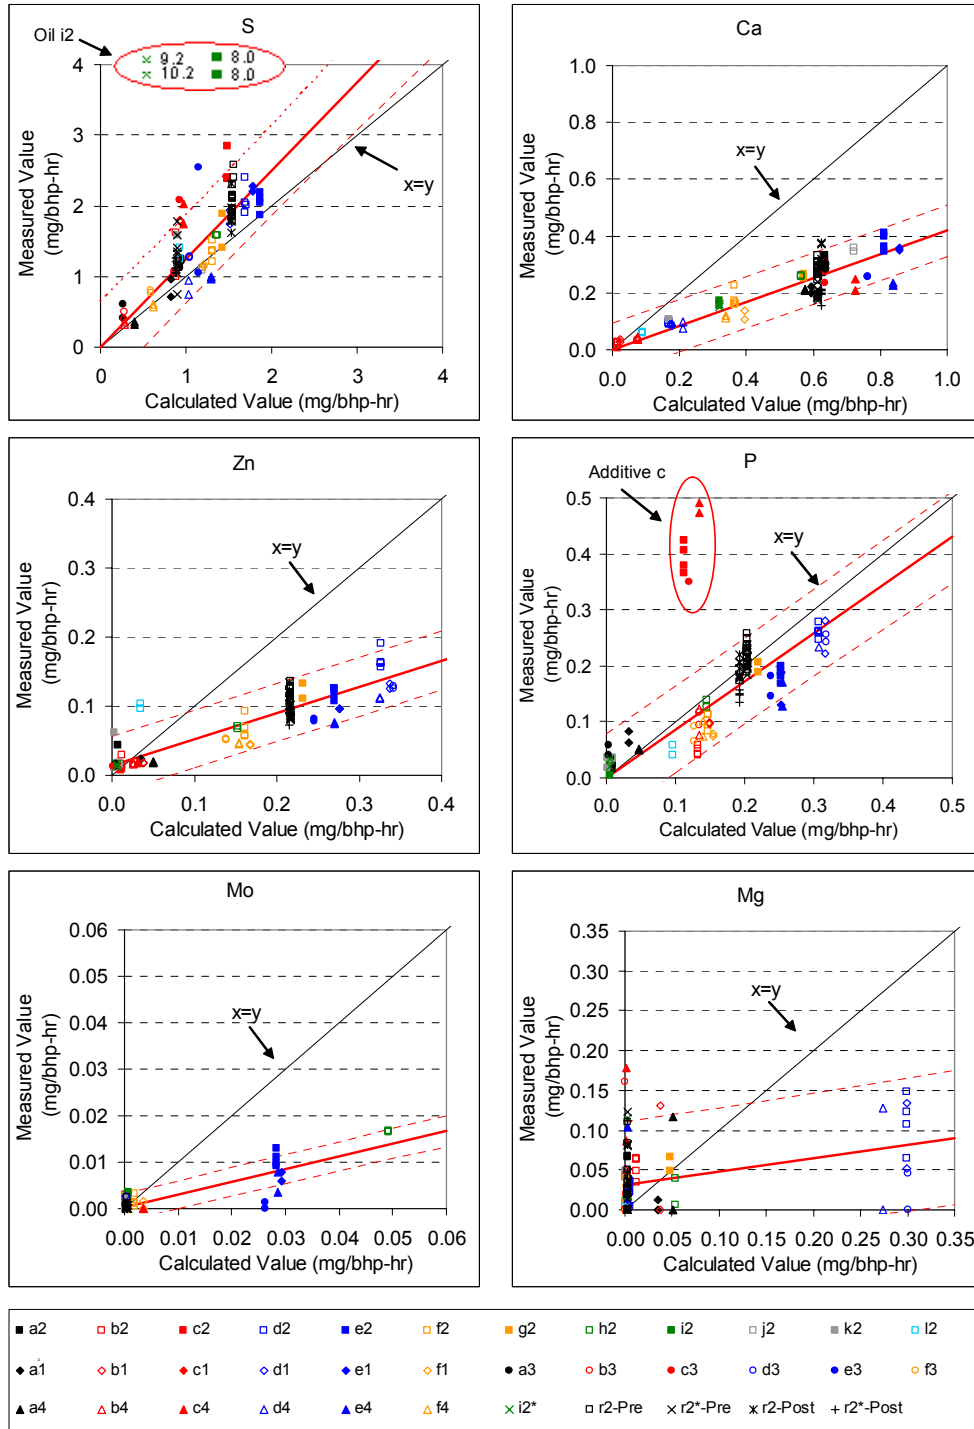 S
Oil i2
9.2 8.0
10.2 8.0
4
3
2
1
0
x=y
0 1 2 3 4
Measured Value
(mg/bhp-hr)
Calculated Value (mg/bhp-hr)
Ca
1.0
0.8
0.6
0.4
0.2
0.0
x=y
0.0 0.2 0.4 0.6 0.8 1.0
Measured Value
(mg/bhp-hr)
Calculated Value (mg/bhp-hr)
Zn
0.4
0.3
0.2
0.1
0.0
x=y
0.0 0.1 0.2 0.3 0.4
Measured Value
(mg/bhp-hr)
Calculated Value (mg/bhp-hr)
P
Additive c
0.5
0.4
0.3
0.2
0.1
0.0
x=y
0.0 0.1 0.2 0.3 0.4 0.5
Measured Value
(mg/bhp-hr)
Calculated Value (mg/bhp-hr)
Mo
0.06
0.05
0.04
0.03
0.02
0.01
0.00
x=y
0.00 0.02 0.04 0.06
Measured Value
(mg/bhp-hr)
Calculated Value (mg/bhp-hr)
Mg
0.35
0.30
0.25
0.20
0.15
0.10
0.05
0.00
x=y
0.00 0.05 0.10 0.15 0.20 0.25 0.30 0.35
Measured Value
(mg/bhp-hr)
Calculated Value (mg/bhp-hr)
a2 b2 c2 d2 e2 f2 g2 h2 i2 j2 k2 l2
a1 b1 c1 d1 e1 f1 a3 b3 c3 d3 e3 f3
a4 b4 c4 d4 e4 f4 i2* r2-Pre r2*-Pre r2-Post r2*-Post